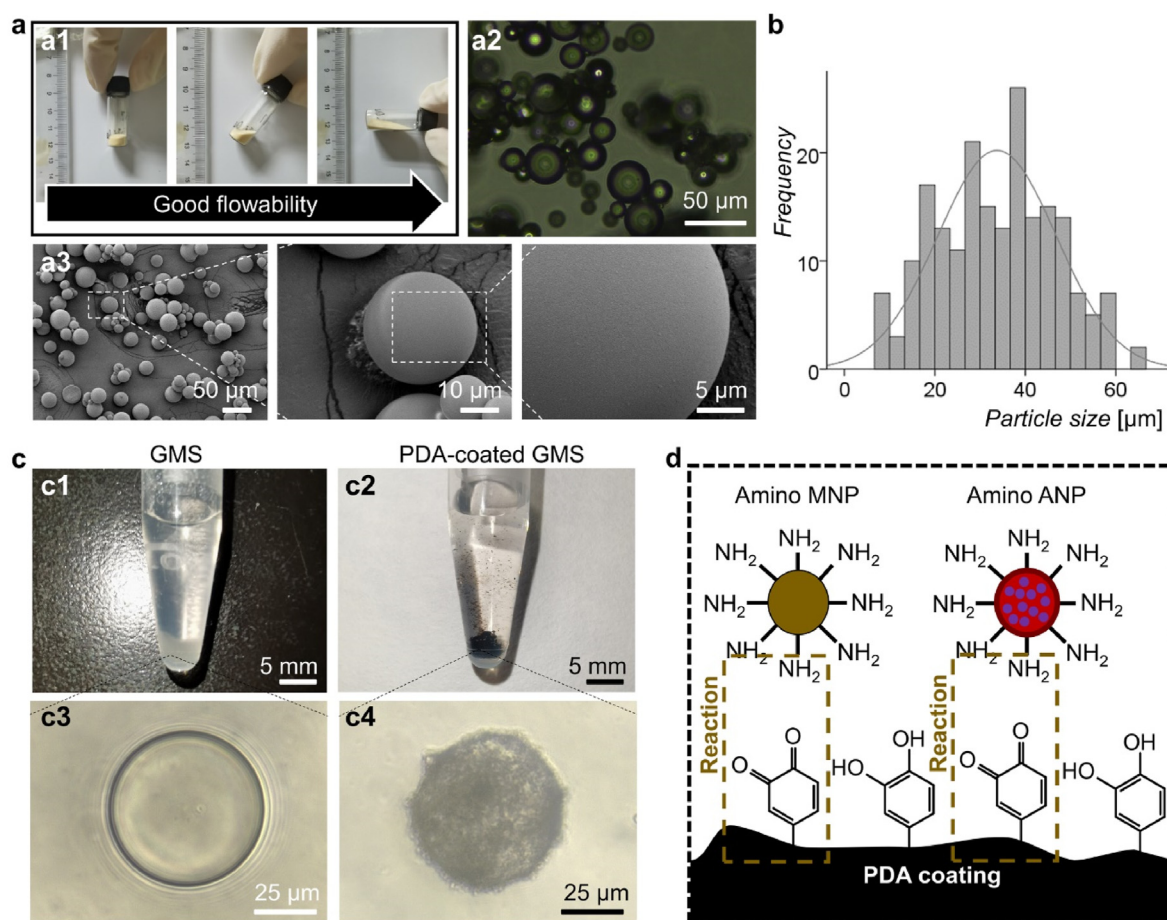 a
a1
Good flowability
a2
50 μm
a3
50 μm
10 μm
5 μm
b
Frequency
20
10
0
0 20 40 60
Particle size [μm]
c
GMS
PDA-coated GMS
c1
5 mm
c2
5 mm
c3
25 μm
c4
25 μm
d
Amino MNP
Amino ANP
NH2
NH2 NH2
NH2 NH2
NH2 NH2
NH2
NH2
NH2 NH2
NH2 NH2
NH2 NH2
NH2
Reaction
Reaction
O
O
OH
HO
O
O
OH
HO
PDA coating